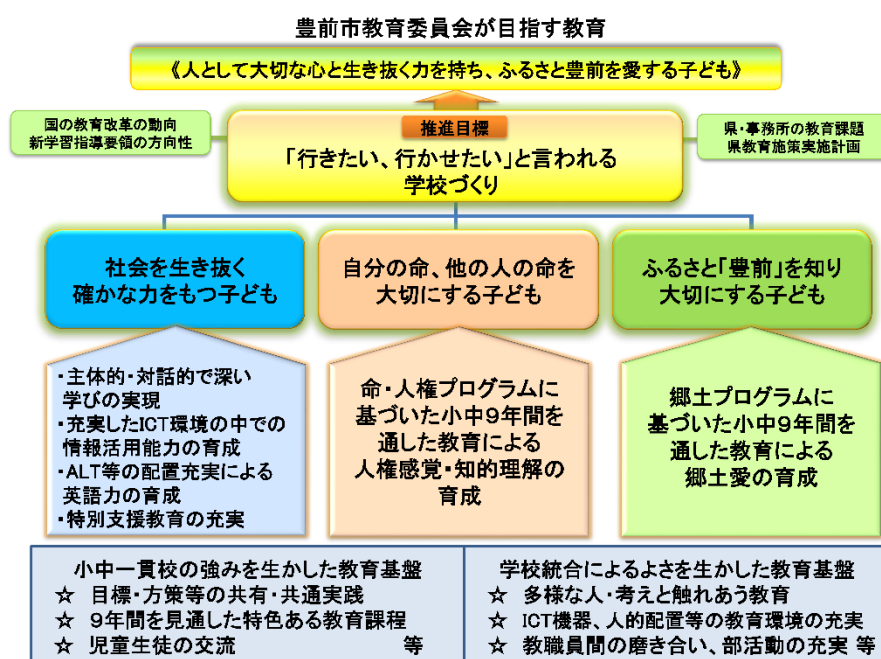 豊前市教育委員会が目指す教育
《人として大切な心と生き抜く力を持ち、ふるさと豊前を愛する子ども》
国の教育改革の動向
新学習指導要領の方向性
推進目標
「行きたい、行かせたい」と言われる
学校づくり
県・事務所の教育課題
県教育施策実施計画
社会を生き抜く
確かな力をもつ子ども
自分の命、他の人の命を
大切にする子ども
ふるさと「豊前」を知り
大切にする子ども
・主体的・対話的で深い
学びの実現
・充実したICT環境の中での
情報活用能力の育成
・ALT等の配置充実による
英語力の育成
・特別支援教育の充実
命・人権プログラムに
基づいた小中9年間を
通した教育による
人権感覚・知的理解の
育成
郷土プログラムに
基づいた小中9年間を
通した教育による
郷土愛の育成
小中一貫校の強みを生かした教育基盤
☆ 目標・方策等の共有・共通実践
☆ 9年間を見通した特色ある教育課程
☆ 児童生徒の交流 等
学校統合によるよさを生かした教育基盤
☆ 多様な人・考えと触れあう教育
☆ ICT機器、人的配置等の教育環境の充実
☆ 教職員間の磨き合い、部活動の充実 等